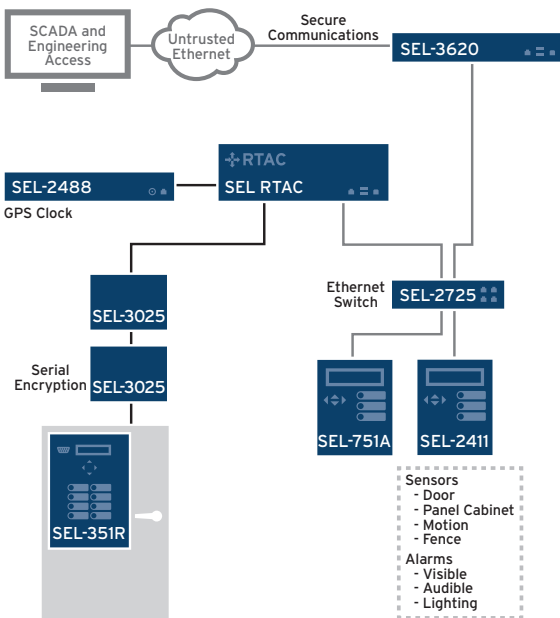 SCADA and
Engineering
Access
Untrusted
Ethernet
Secure
Communications
SEL-3620
RTAC
SEL RTAC
SEL-2488
GPS Clock
SEL-3025
Ethernet
Switch
SEL-2725
Serial
Encryption
SEL-3025
SEL-751A
SEL-2411
SEL-351R
Sensors
- Door
- Panel Cabinet
- Motion
- Fence
Alarms
- Visible
- Audible
- Lighting